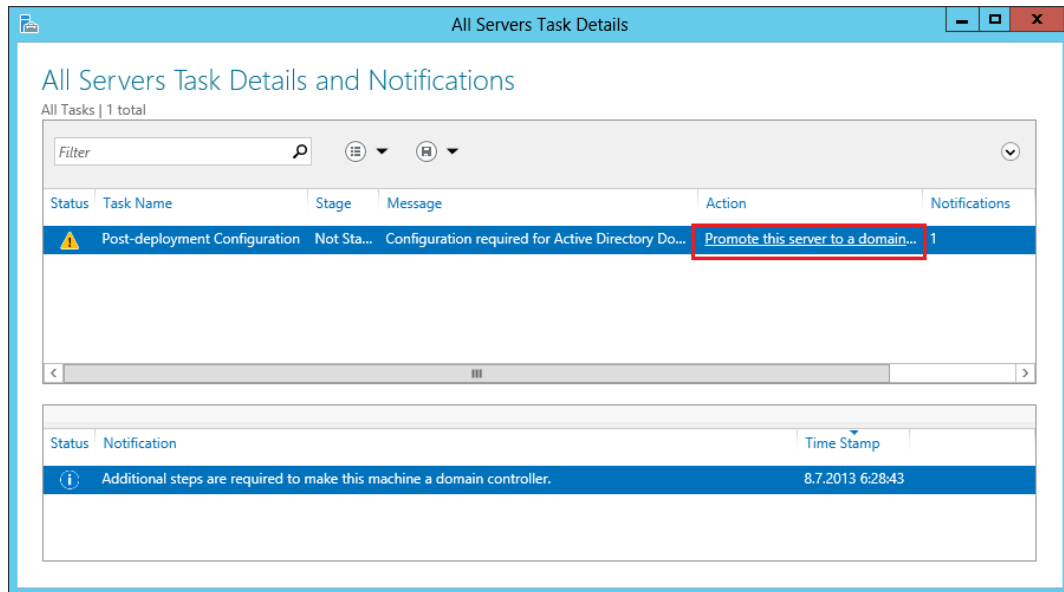 All Servers Task Details
All Servers Task Details and Notifications
All Tasks | 1 total
Filter
Status Task Name Stage Message Action Notifications
Post-deployment Configuration Not Sta... Configuration required for Active Directory Do... Promote this server to a domain... 1
Status Notification Time Stamp
Additional steps are required to make this machine a domain controller. 8.7.2013 6:28:43